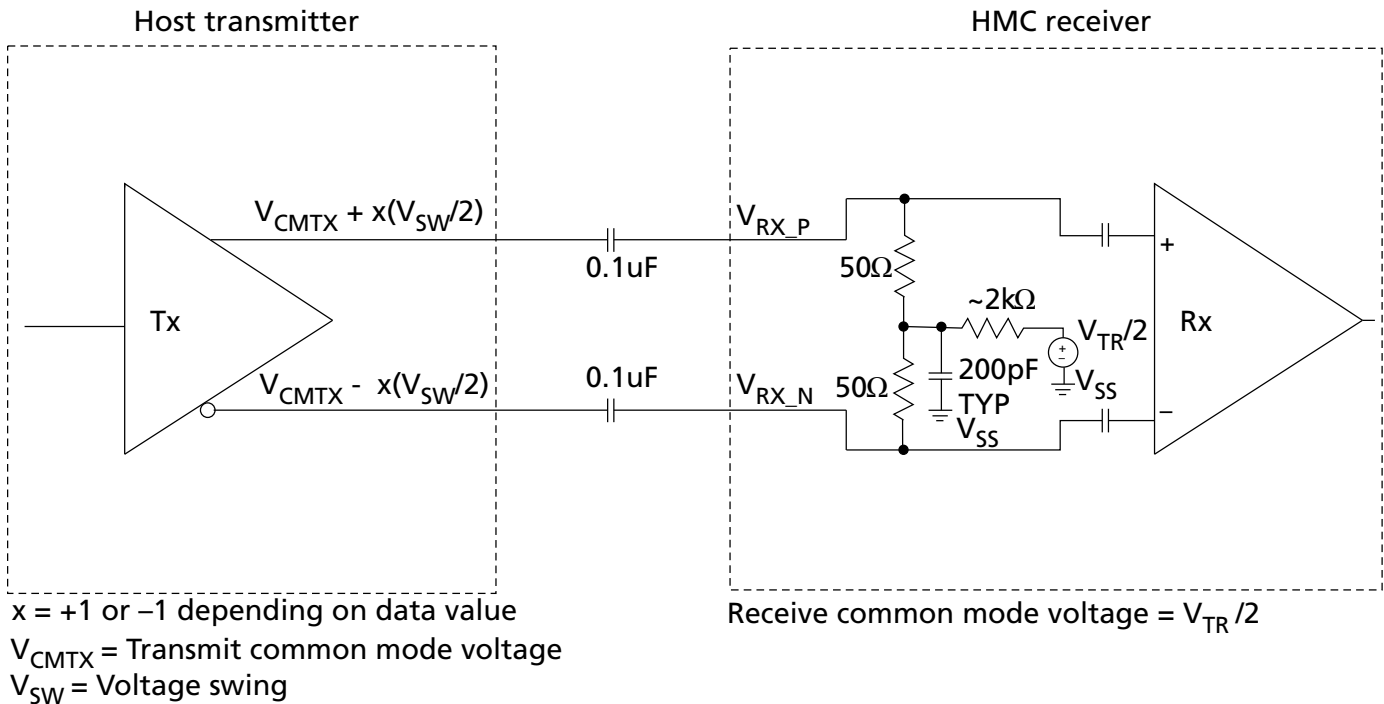 Host transmitter
HMC receiver
V_CMTX + x(V_SW/2)
0.1uF
V_RX_P
50Ω
~2kΩ
+
Tx
V_TR/2
+
–
Rx
V_CMTX - x(V_SW/2)
0.1uF
V_RX_N
50Ω
200pF
TYP
V_SS
V_SS
–
x = +1 or –1 depending on data value
V_CMTX = Transmit common mode voltage
V_SW = Voltage swing
Receive common mode voltage = V_TR /2